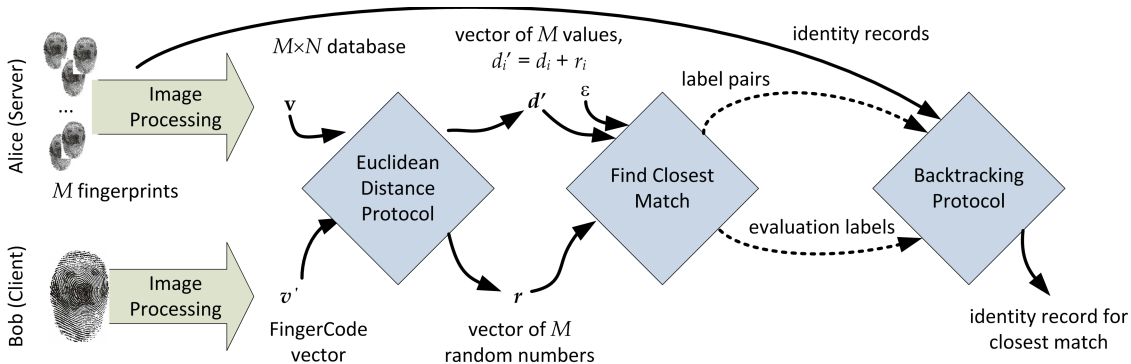 Alice (Server)
...
M fingerprints
Image
Processing
M×N database
v
vector of M values,
d′ᵢ = dᵢ + rᵢ
d′
ε
identity records
label pairs
Euclidean
Distance
Protocol
Find Closest
Match
Backtracking
Protocol
evaluation labels
Bob (Client)
Image
Processing
v'
FingerCode
vector
r
vector of M
random numbers
identity record for
closest match